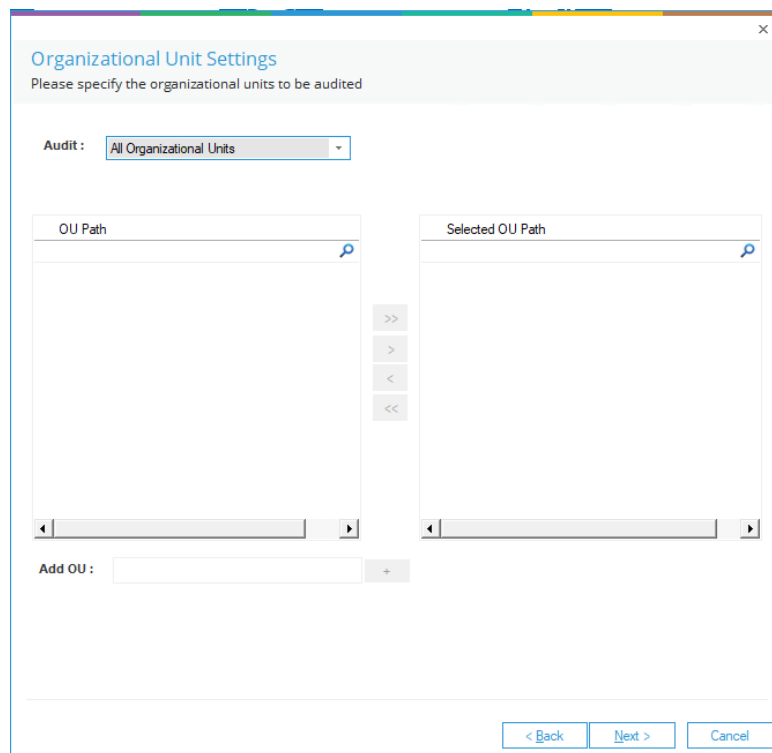 ×
Organizational Unit Settings
Please specify the organizational units to be audited
Audit : All Organizational Units
OU Path
Selected OU Path
>>
>
<
<<
Add OU : +
< Back Next > Cancel